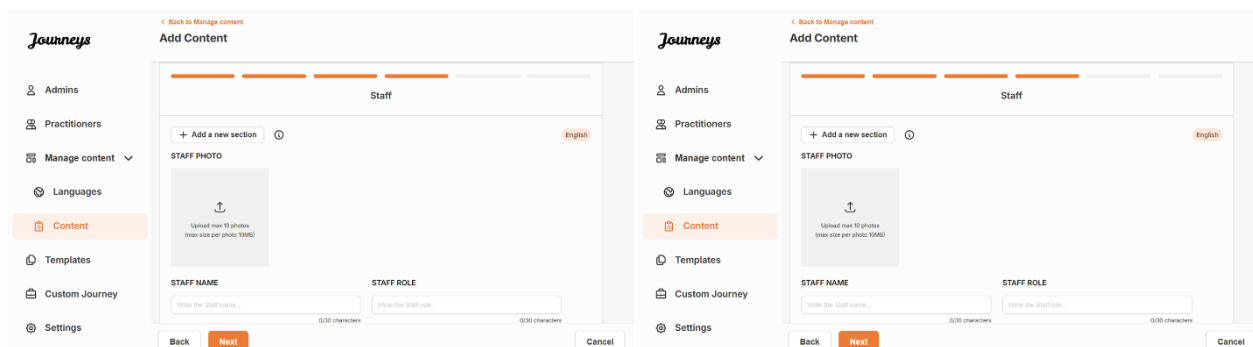 Back to Manage content
Journeys
Add Content
Admins
Staff
Practitioners
+ Add a new section
English
Manage content
STAFF PHOTO
Languages
Content
Upload max 10 photos
(max size per photo 10MB)
Templates
STAFF NAME STAFF ROLE
Custom Journey
Write the Staff name... Write the Staff role...
0/30 characters 0/30 characters
Settings
Back Next Cancel
Back to Manage content
Journeys
Add Content
Admins
Staff
Practitioners
+ Add a new section
English
Manage content
STAFF PHOTO
Languages
Content
Upload max 10 photos
(max size per photo 10MB)
Templates
STAFF NAME STAFF ROLE
Custom Journey
Write the Staff name... Write the Staff role...
0/30 characters 0/30 characters
Settings
Back Next Cancel